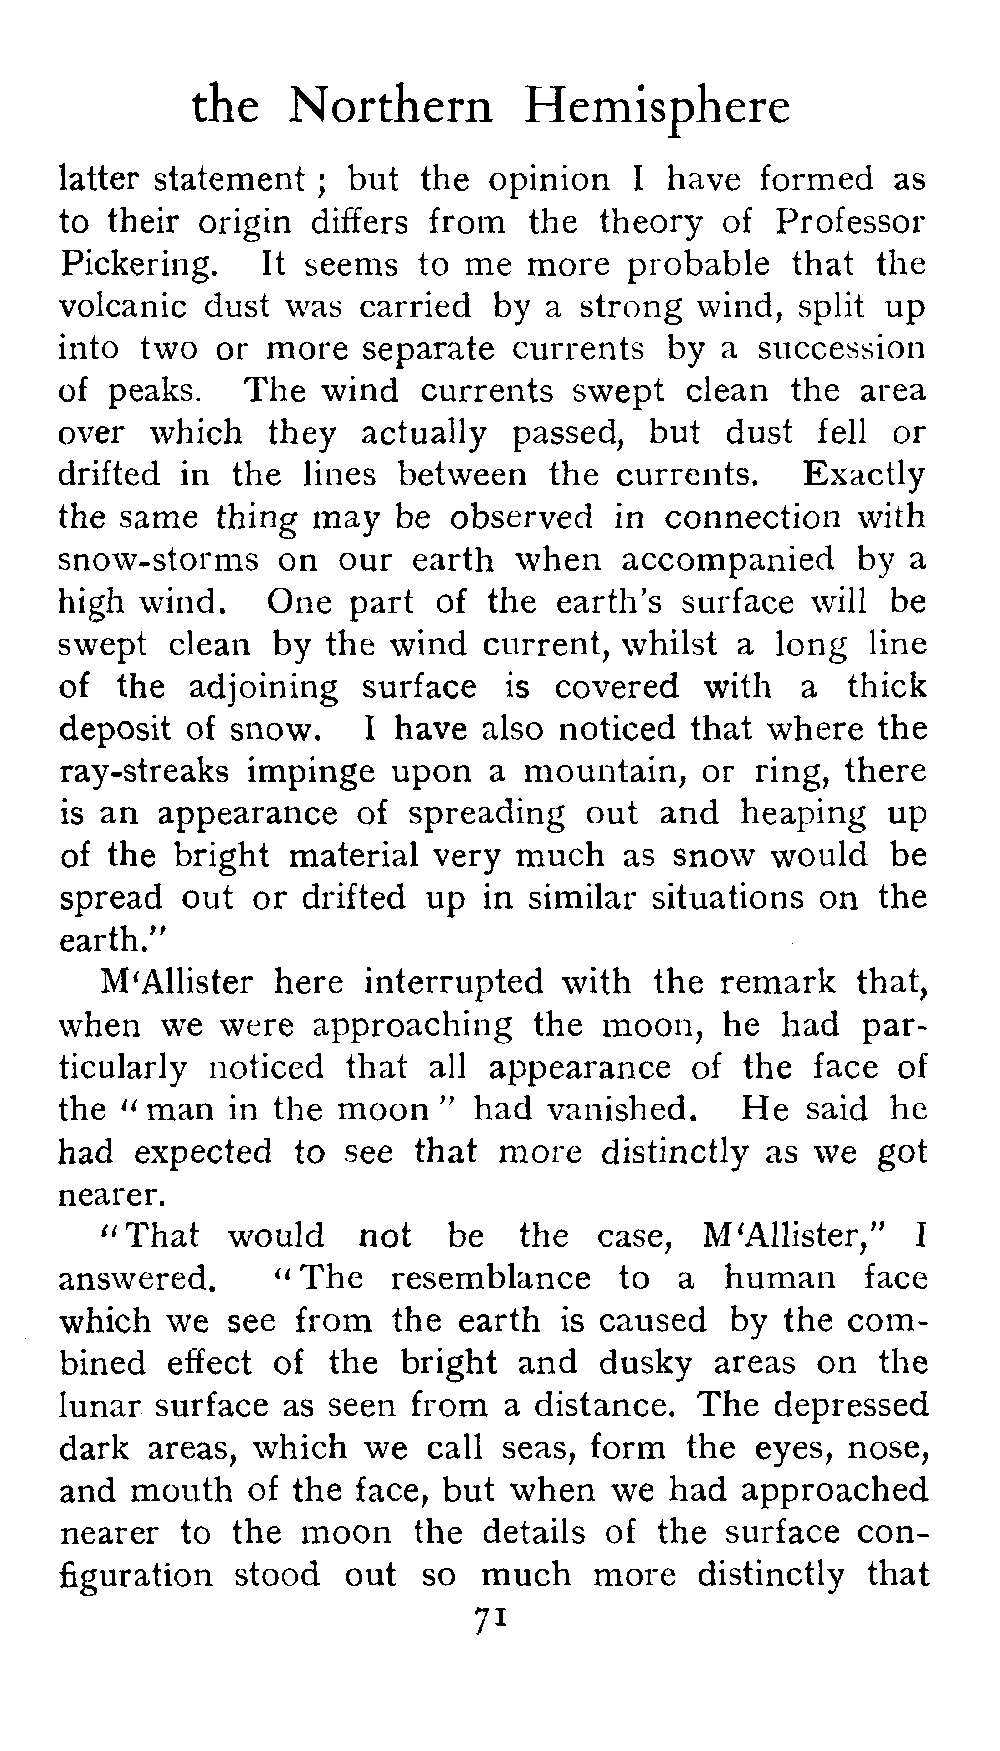 the Northern Hemisphere
latter statement ; but the opinion I have formed as
to their origin differs from the theory of Professor
Pickering. It seems to me more probable that the
volcanic dust was carried by a strong wind, split up
into two or more separate currents by a succession
of peaks. The wind currents swept clean the area
over which they actually passed, but dust fell or
drifted in the lines between the currents. Exactly
the same thing may be observed in connection with
snow-storms on our earth when accompanied by a
high wind. One part of the earth's surface will be
swept clean by the wind current, whilst a long line
of the adjoining surface is covered with a thick
deposit of snow. I have also noticed that where the
ray-streaks impinge upon a mountain, or ring, there
is an appearance of spreading out and heaping up
of the bright material very much as snow would be
spread out or drifted up in similar situations on the
earth."
M‘Allister here interrupted with the remark that,
when we were approaching the moon, he had par-
ticularly noticed that all appearance of the face of
the "man in the moon" had vanished. He said he
had expected to see that more distinctly as we got
nearer.
"That would not be the case, M‘Allister," I
answered. "The resemblance to a human face
which we see from the earth is caused by the com-
bined effect of the bright and dusky areas on the
lunar surface as seen from a distance. The depressed
dark areas, which we call seas, form the eyes, nose,
and mouth of the face, but when we had approached
nearer to the moon the details of the surface con-
figuration stood out so much more distinctly that
71